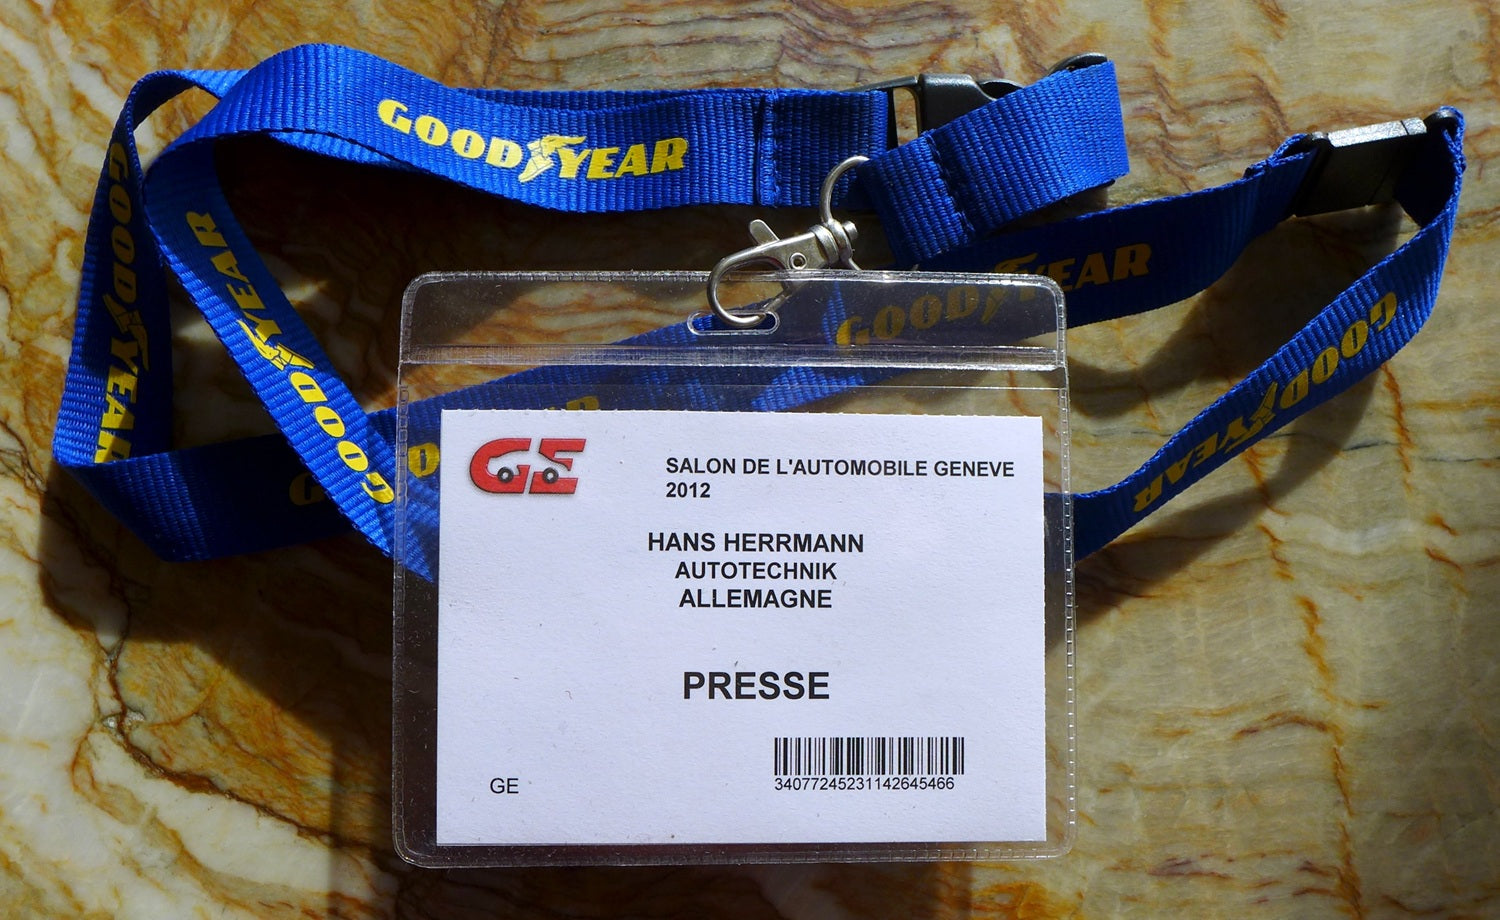 GOODYEAR
GOODYEAR
GOODYEAR
GOODYEAR
GOODYEAR
GE
SALON DE L'AUTOMOBILE GENEVE
2012
HANS HERRMANN
AUTOTECHNIK
ALLEMAGNE
PRESSE
GE
34077245231142645466